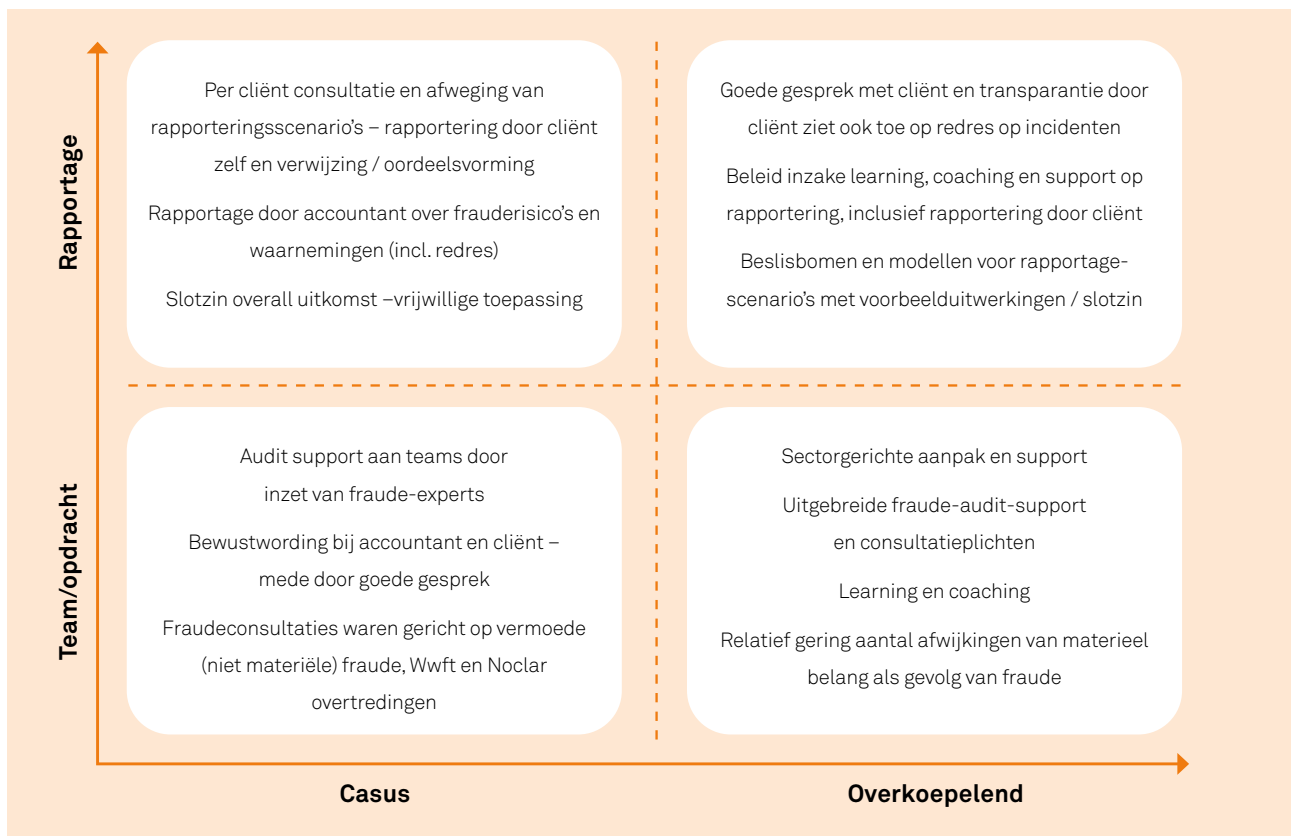 Rapportage
Per cliënt consultatie en afweging van
rapporteringsscenario’s – rapportering door cliënt
zelf en verwijzing / oordeelsvorming
Rapportage door accountant over frauderisico’s en
waarnemingen (incl. redres)
Slotzin overall uitkomst –vrijwillige toepassing
Goede gesprek met cliënt en transparantie door
cliënt ziet ook toe op redres op incidenten
Beleid inzake learning, coaching en support op
rapportering, inclusief rapportering door cliënt
Beslisbomen en modellen voor rapportage-
scenario’s met voorbeelduitwerkingen / slotzin
Team/opdracht
Audit support aan teams door
inzet van fraude-experts
Bewustwording bij accountant en cliënt –
mede door goede gesprek
Fraudeconsultaties waren gericht op vermoede
(niet materiële) fraude, Wwft en Noclar
overtredingen
Sectorgerichte aanpak en support
Uitgebreide fraude-audit-support
en consultatieplichten
Learning en coaching
Relatief gering aantal afwijkingen van materieel
belang als gevolg van fraude
Casus
Overkoepelend